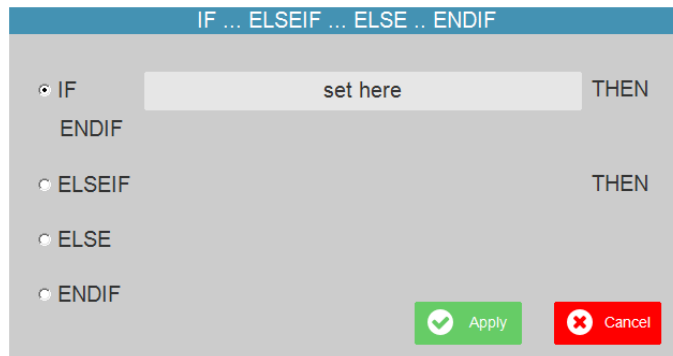 IF ... ELSEIF ... ELSE .. ENDIF
IF set here THEN
ENDIF
ELSEIF THEN
ELSE
ENDIF
Apply Cancel